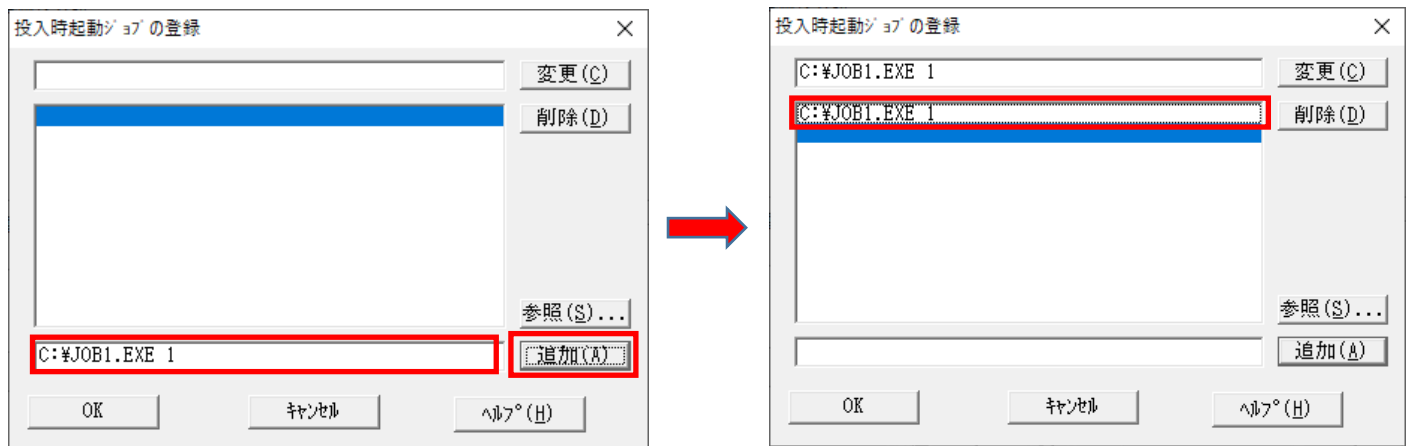 投入時起動ｼﾞｮﾌﾞの登録
変更(C)
削除(D)
参照(S)...
C:¥JOB1.EXE 1
追加(A)
OK
ｷｬﾝｾﾙ
ﾍﾙﾌﾟ(H)
投入時起動ｼﾞｮﾌﾞの登録
C:¥JOB1.EXE 1
変更(C)
C:¥JOB1.EXE 1
削除(D)
参照(S)...
追加(A)
OK
ｷｬﾝｾﾙ
ﾍﾙﾌﾟ(H)